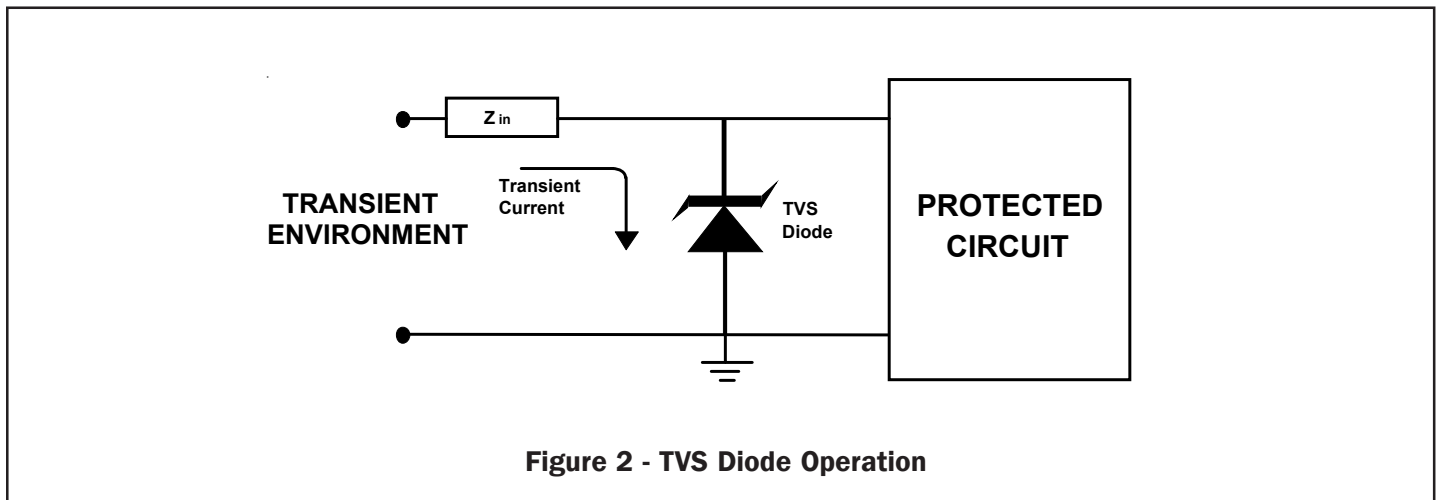 Z in
Transient
Current
TRANSIENT
ENVIRONMENT
TVS
Diode
PROTECTED
CIRCUIT
Figure 2 - TVS Diode Operation